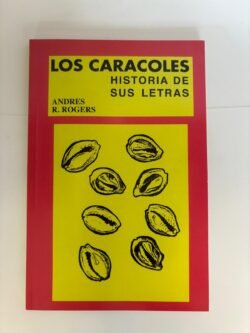 LOS CARACOLES
HISTORIA DE
SUS LETRAS
ANDRES
R. ROGERS